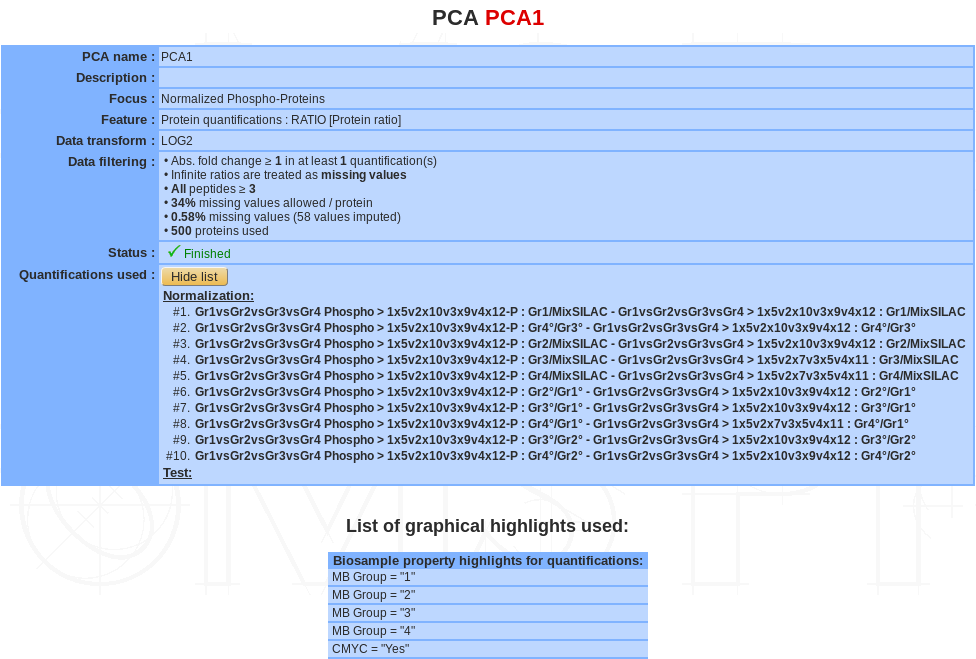 PCA PCA1
PCA name : PCA1
Description :
Focus : Normalized Phospho-Proteins
Feature : Protein quantifications : RATIO [Protein ratio]
Data transform : LOG2
Data filtering : • Abs. fold change ≥ 1 in at least 1 quantification(s)
• Infinite ratios are treated as missing values
• All peptides ≥ 3
• 34% missing values allowed / protein
• 0.58% missing values (58 values imputed)
• 500 proteins used
Status : ✓ Finished
Quantifications used : Hide list
Normalization:
#1. Gr1vsGr2vsGr3vsGr4 Phospho > 1x5v2x10v3x9v4x12-P : Gr1/MixSILAC - Gr1vsGr2vsGr3vsGr4 > 1x5v2x10v3x9v4x12 : Gr1/MixSILAC
#2. Gr1vsGr2vsGr3vsGr4 Phospho > 1x5v2x10v3x9v4x12-P : Gr4°/Gr3° - Gr1vsGr2vsGr3vsGr4 > 1x5v2x10v3x9v4x12 : Gr4°/Gr3°
#3. Gr1vsGr2vsGr3vsGr4 Phospho > 1x5v2x10v3x9v4x12-P : Gr2/MixSILAC - Gr1vsGr2vsGr3vsGr4 > 1x5v2x10v3x9v4x12 : Gr2/MixSILAC
#4. Gr1vsGr2vsGr3vsGr4 Phospho > 1x5v2x10v3x9v4x12-P : Gr3/MixSILAC - Gr1vsGr2vsGr3vsGr4 > 1x5v2x7v3x5v4x11 : Gr3/MixSILAC
#5. Gr1vsGr2vsGr3vsGr4 Phospho > 1x5v2x10v3x9v4x12-P : Gr4/MixSILAC - Gr1vsGr2vsGr3vsGr4 > 1x5v2x7v3x5v4x11 : Gr4/MixSILAC
#6. Gr1vsGr2vsGr3vsGr4 Phospho > 1x5v2x10v3x9v4x12-P : Gr2°/Gr1° - Gr1vsGr2vsGr3vsGr4 > 1x5v2x10v3x9v4x12 : Gr2°/Gr1°
#7. Gr1vsGr2vsGr3vsGr4 Phospho > 1x5v2x10v3x9v4x12-P : Gr3°/Gr1° - Gr1vsGr2vsGr3vsGr4 > 1x5v2x10v3x9v4x12 : Gr3°/Gr1°
#8. Gr1vsGr2vsGr3vsGr4 Phospho > 1x5v2x10v3x9v4x12-P : Gr4°/Gr1° - Gr1vsGr2vsGr3vsGr4 > 1x5v2x7v3x5v4x11 : Gr4°/Gr1°
#9. Gr1vsGr2vsGr3vsGr4 Phospho > 1x5v2x10v3x9v4x12-P : Gr3°/Gr2° - Gr1vsGr2vsGr3vsGr4 > 1x5v2x10v3x9v4x12 : Gr3°/Gr2°
#10. Gr1vsGr2vsGr3vsGr4 Phospho > 1x5v2x10v3x9v4x12-P : Gr4°/Gr2° - Gr1vsGr2vsGr3vsGr4 > 1x5v2x10v3x9v4x12 : Gr4°/Gr2°
Test:
List of graphical highlights used:
Biosample property highlights for quantifications:
MB Group = "1"
MB Group = "2"
MB Group = "3"
MB Group = "4"
CMYC = "Yes"